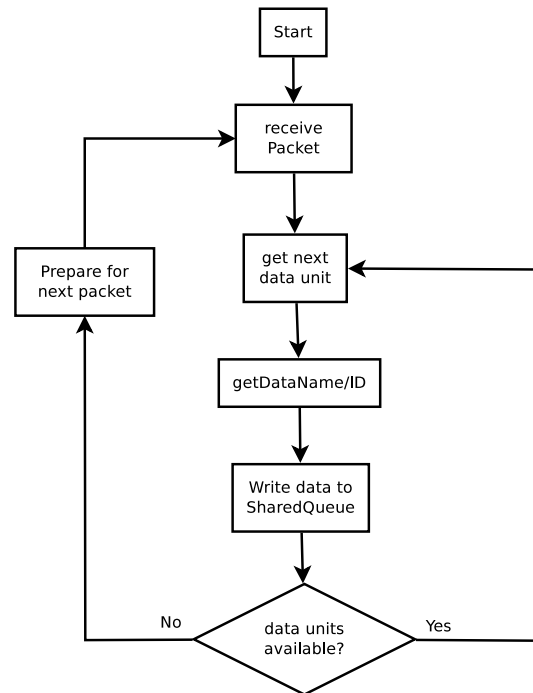 Start
receive
Packet
Prepare for
next packet
get next
data unit
getDataName/ID
Write data to
SharedQueue
No
data units
available?
Yes